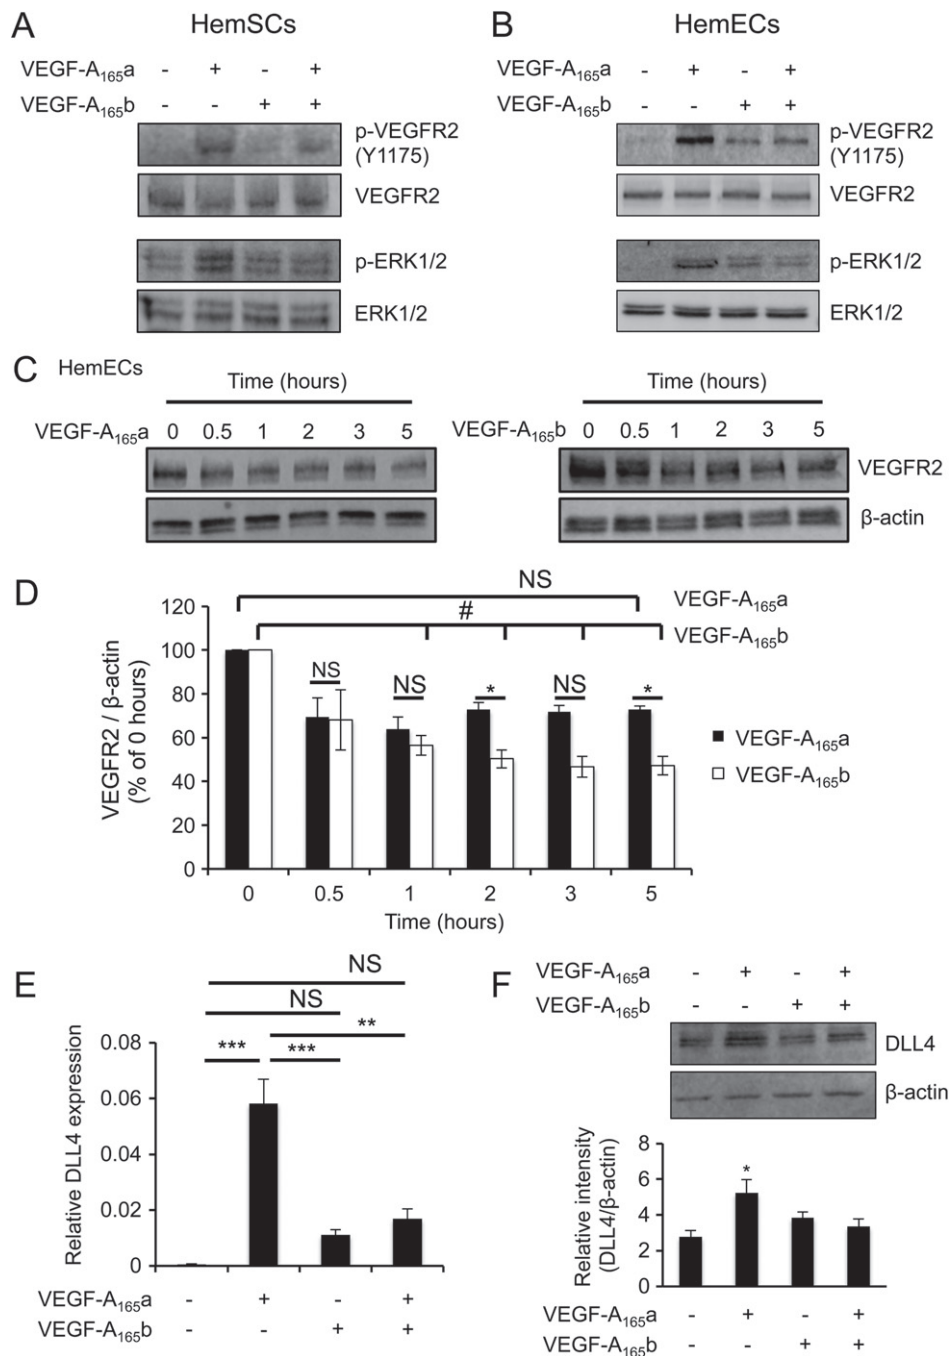 A HemSCs
VEGF-A165a - + - +
VEGF-A165b - - + +
p-VEGFR2
(Y1175)
VEGFR2
p-ERK1/2
ERK1/2
B HemECs
VEGF-A165a - + - +
VEGF-A165b - - + +
p-VEGFR2
(Y1175)
VEGFR2
p-ERK1/2
ERK1/2
C HemECs
Time (hours)
VEGF-A165a 0 0.5 1 2 3 5
Time (hours)
VEGF-A165b 0 0.5 1 2 3 5
VEGFR2
β-actin
D
NS VEGF-A165a
# VEGF-A165b
VEGFR2 / β-actin
(% of 0 hours)
120
100
80
60
40
20
0
NS NS * NS *
VEGF-A165a
VEGF-A165b
0 0.5 1 2 3 5
Time (hours)
E
NS
NS
**
*** ***
Relative DLL4 expression
0.08
0.06
0.04
0.02
0
VEGF-A165a - + - +
VEGF-A165b - - + +
F
VEGF-A165a - + - +
VEGF-A165b - - + +
DLL4
β-actin
Relative intensity
(DLL4/β-actin)
8
6
4
2
0
*
VEGF-A165a - + - +
VEGF-A165b - - + +